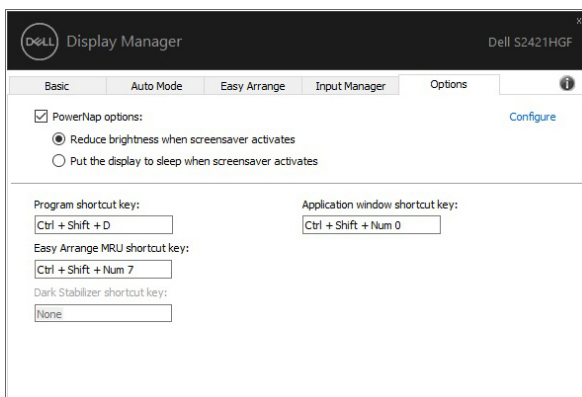 x
DELL Display Manager Dell S2421HGF
Basic Auto Mode Easy Arrange Input Manager Options i
PowerNap options: Configure
Reduce brightness when screensaver activates
Put the display to sleep when screensaver activates
Program shortcut key: Application window shortcut key:
Ctrl + Shift + D Ctrl + Shift + Num 0
Easy Arrange MRU shortcut key:
Ctrl + Shift + Num 7
Dark Stabilizer shortcut key:
None